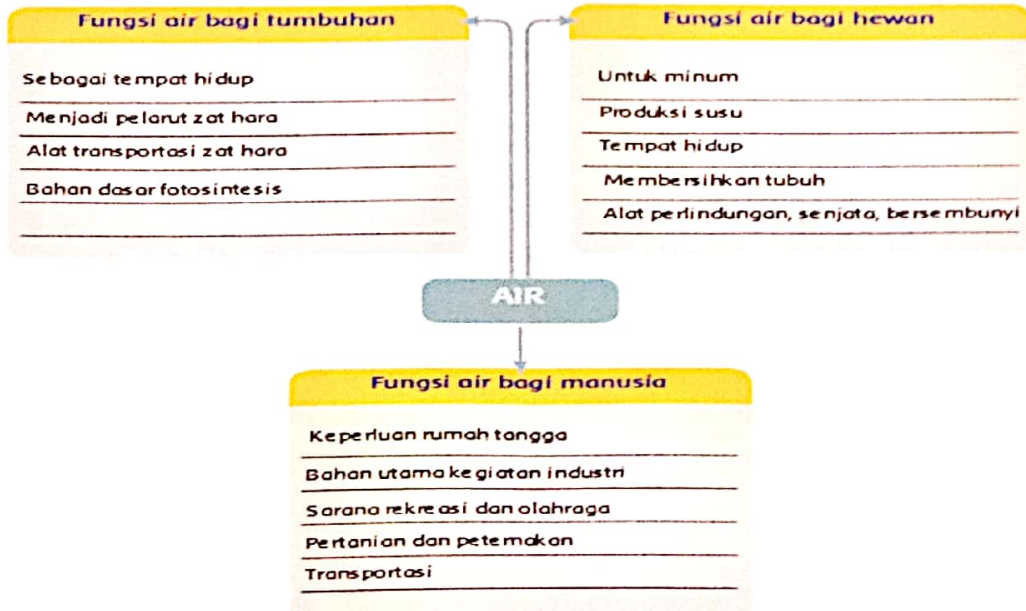 Fungsi air bagi tumbuhan
Sebagai tempat hidup
Menjadi pelarut zat hara
Alat transportasi zat hara
Bahan dasar fotosintesis
Fungsi air bagi hewan
Untuk minum
Produksi susu
Tempat hidup
Membersihkan tubuh
Alat perlindungan, senjata, bersembunyi
AIR
Fungsi air bagi manusia
Keperluan rumah tangga
Bahan utama kegiatan industri
Sarana rekreasi dan olahraga
Pertanian dan peternakan
Transportasi